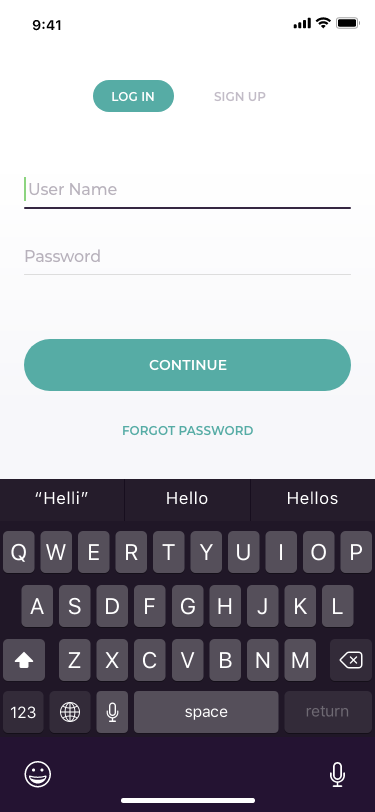 9:41
LOG IN SIGN UP
User Name
Password
CONTINUE
FORGOT PASSWORD
“Helli” Hello Hellos
Q W E R T Y U I O P
A S D F G H J K L
Z X C V B N M
123 space return